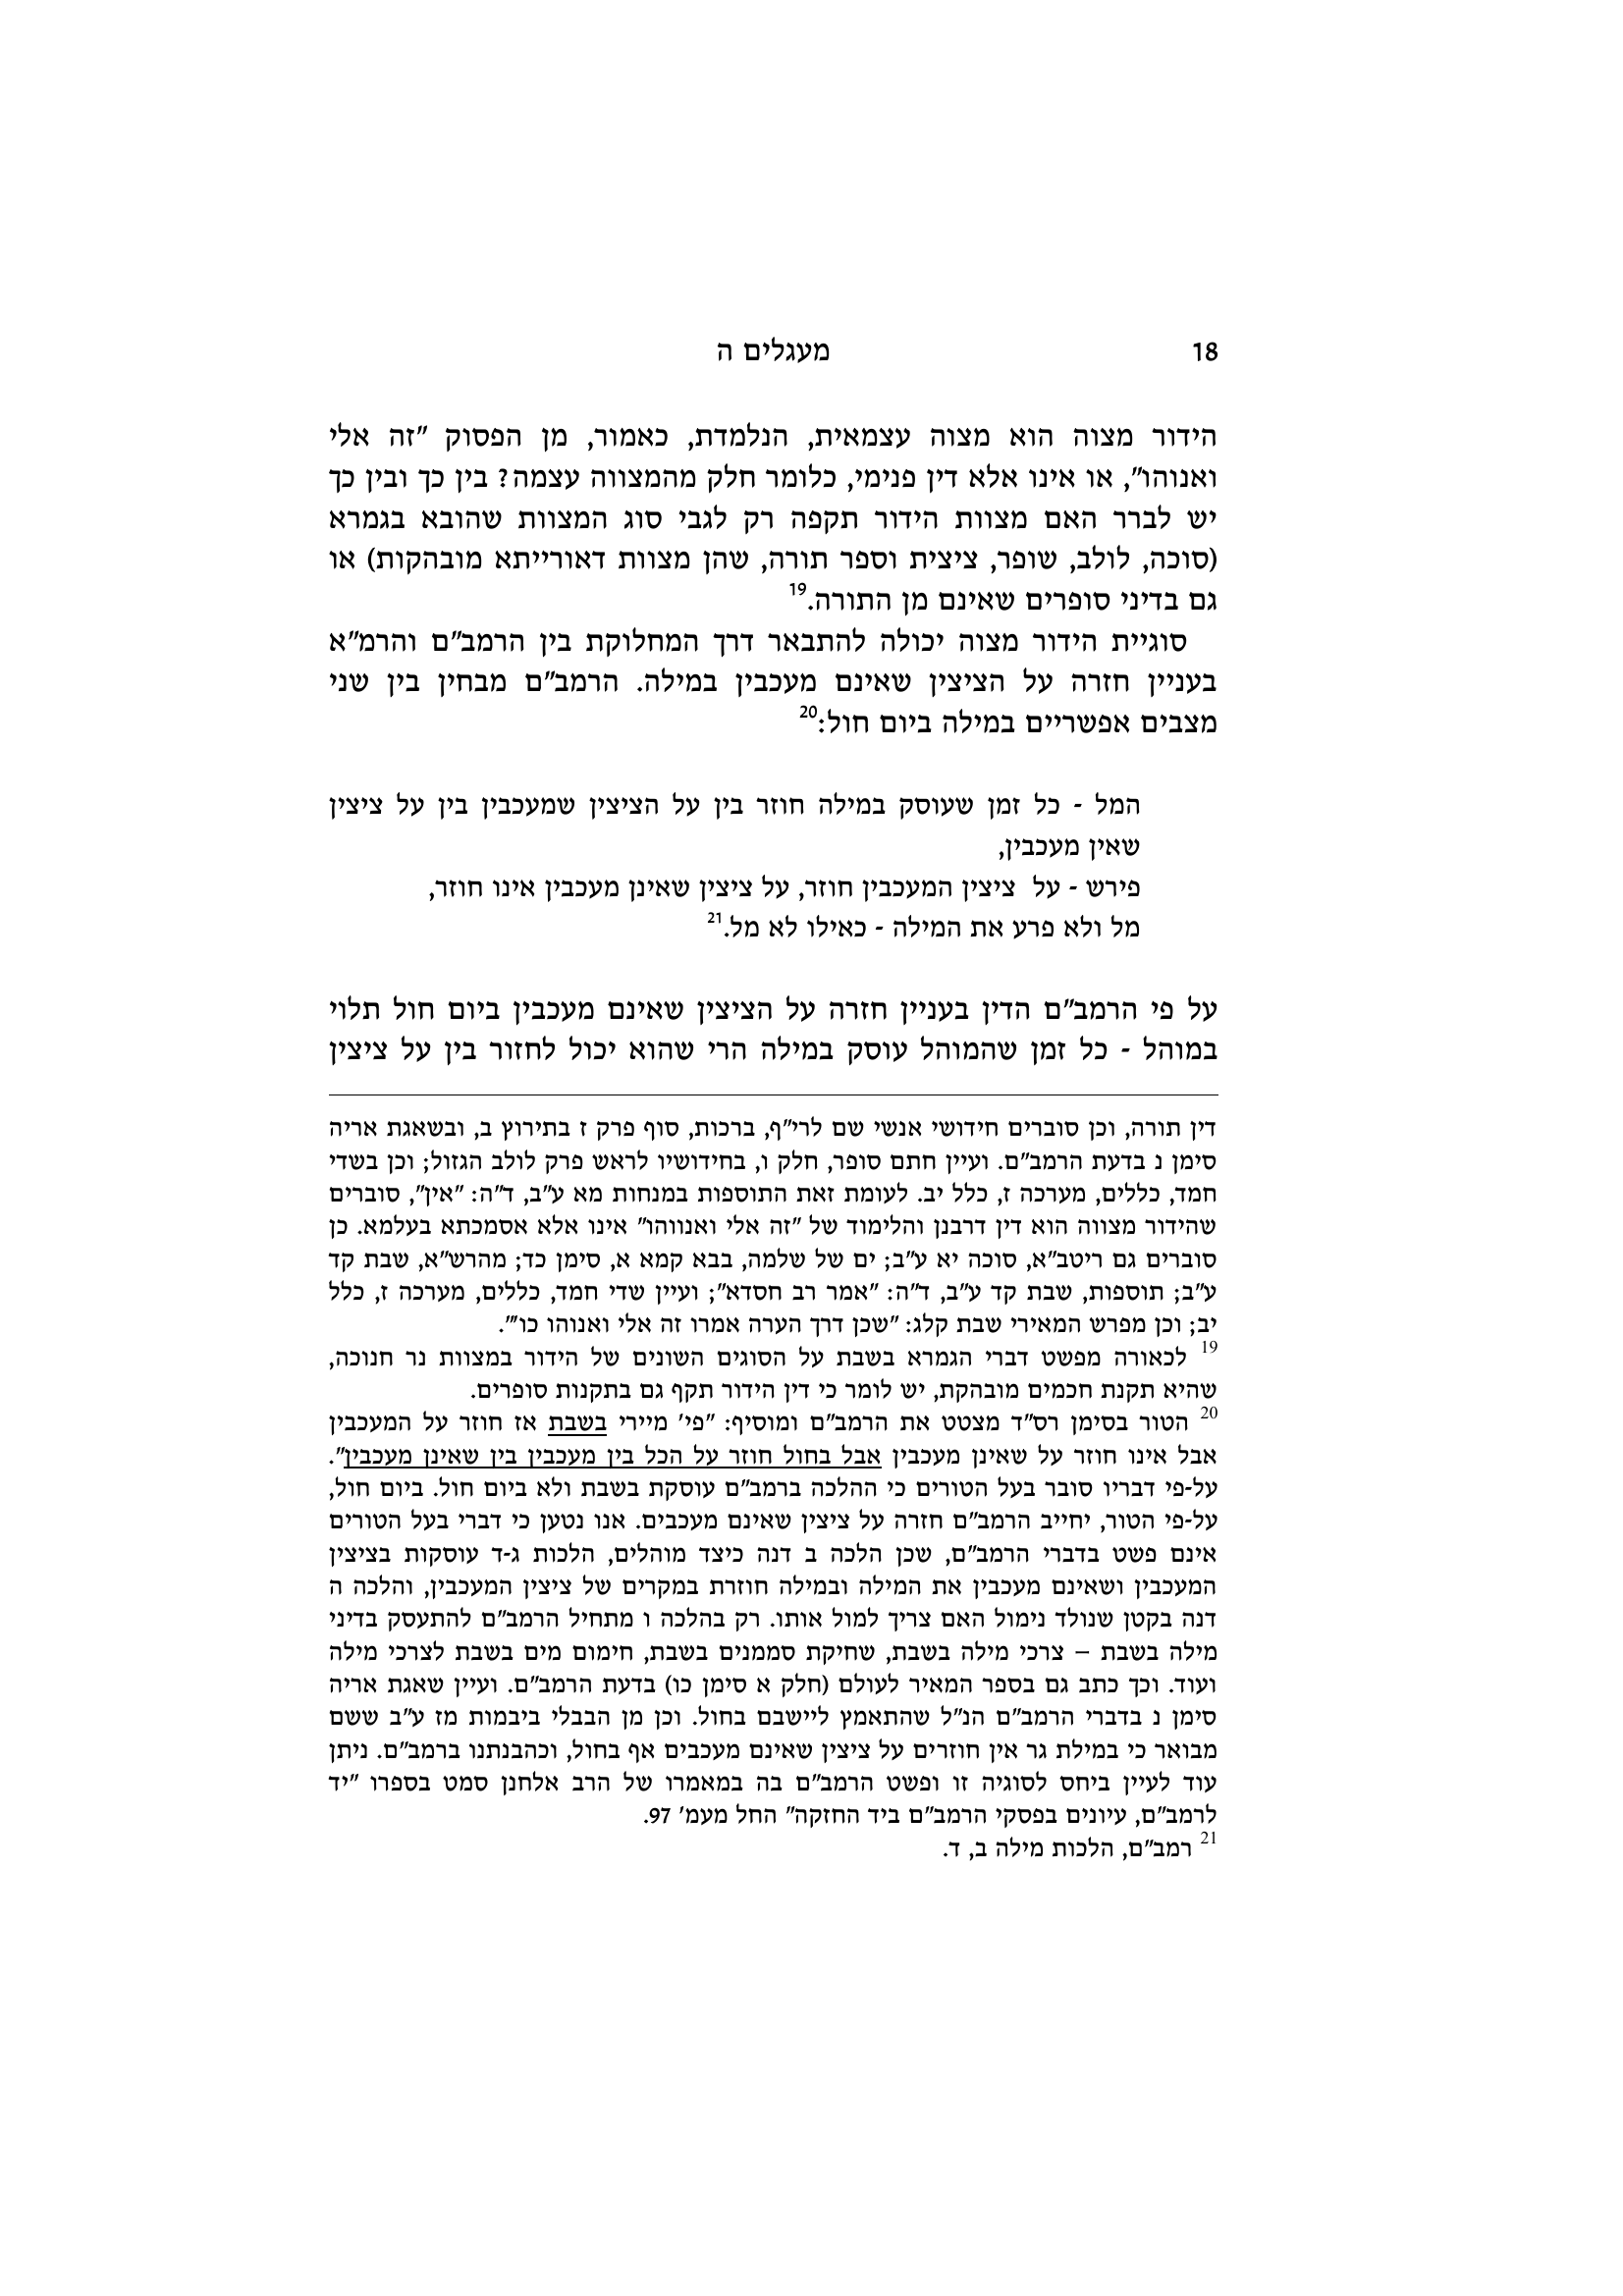 18 מעגלים ה
הידור מצוה הוא מצוה עצמאית, הנלמדת, כאמור, מן הפסוק "זה אלי
ואנוהו", או אינו אלא דין פנימי, כלומר חלק מהמצווה עצמה? בין כך ובין כך
יש לברר האם מצוות הידור תקפה רק לגבי סוג המצוות שהובא בגמרא
(סוכה, לולב, שופר, ציצית וספר תורה, שהן מצוות דאורייתא מובהקות) או
גם בדיני סופרים שאינם מן התורה.19
סוגיית הידור מצוה יכולה להתבאר דרך המחלוקת בין הרמב"ם והרמ"א
בעניין חזרה על הציצין שאינם מעכבין במילה. הרמב"ם מבחין בין שני
מצבים אפשריים במילה ביום חול:20
המל - כל זמן שעוסק במילה חוזר בין על הציצין שמעכבין בין על ציצין
שאין מעכבין,
פירש - על ציצין המעכבין חוזר, על ציצין שאינן מעכבין אינו חוזר,
מל ולא פרע את המילה - כאילו לא מל.21
על פי הרמב"ם הדין בעניין חזרה על הציצין שאינם מעכבין ביום חול תלוי
במוהל - כל זמן שהמוהל עוסק במילה הרי שהוא יכול לחזור בין על ציצין
דין תורה, וכן סוברים חידושי אנשי שם לרי"ף, ברכות, סוף פרק ז בתירוץ ב, ובשאגת אריה
סימן נ בדעת הרמב"ם. ועיין חתם סופר, חלק ו, בחידושיו לראש פרק לולב הגזול; וכן בשדי
חמד, כללים, מערכה ז, כלל יב. לעומת זאת התוספות במנחות מא ע"ב, ד"ה: "אין", סוברים
שהידור מצווה הוא דין דרבנן והלימוד של "זה אלי ואנווהו" אינו אלא אסמכתא בעלמא. כן
סוברים גם ריטב"א, סוכה יא ע"ב; ים של שלמה, בבא קמא א, סימן כד; מהרש"א, שבת קד
ע"ב; תוספות, שבת קד ע"ב, ד"ה: "אמר רב חסדא"; ועיין שדי חמד, כללים, מערכה ז, כלל
יב; וכן מפרש המאירי שבת קלג: "שכן דרך הערה אמרו זה אלי ואנוהו כו'".
19 לכאורה מפשט דברי הגמרא בשבת על הסוגים השונים של הידור במצוות נר חנוכה,
שהיא תקנת חכמים מובהקת, יש לומר כי דין הידור תקף גם בתקנות סופרים.
20 הטור בסימן רס"ד מצטט את הרמב"ם ומוסיף: "פי' מיירי בשבת אז חוזר על המעכבין
אבל אינו חוזר על שאינן מעכבין אבל בחול חוזר על הכל בין מעכבין בין שאינן מעכבין".
על-פי דבריו סובר בעל הטורים כי ההלכה ברמב"ם עוסקת בשבת ולא ביום חול. ביום חול,
על-פי הטור, יחייב הרמב"ם חזרה על ציצין שאינם מעכבים. אנו נטען כי דברי בעל הטורים
אינם פשט בדברי הרמב"ם, שכן הלכה ב דנה כיצד מוהלים, הלכות ג-ד עוסקות בציצין
המעכבין ושאינם מעכבין את המילה ובמילה חוזרת במקרים של ציצין המעכבין, והלכה ה
דנה בקטן שנולד נימול האם צריך למול אותו. רק בהלכה ו מתחיל הרמב"ם להתעסק בדיני
מילה בשבת – צרכי מילה בשבת, שחיקת סממנים בשבת, חימום מים בשבת לצרכי מילה
ועוד. וכך כתב גם בספר המאיר לעולם (חלק א סימן כו) בדעת הרמב"ם. ועיין שאגת אריה
סימן נ בדברי הרמב"ם הנ"ל שהתאמץ ליישבם בחול. וכן מן הבבלי ביבמות מז ע"ב ששם
מבואר כי במילת גר אין חוזרים על ציצין שאינם מעכבים אף בחול, וכהבנתנו ברמב"ם. ניתן
עוד לעיין ביחס לסוגיה זו ופשט הרמב"ם בה במאמרו של הרב אלחנן סמט בספרו "יד
לרמב"ם, עיונים בפסקי הרמב"ם ביד החזקה" החל מעמ' 97.
21 רמב"ם, הלכות מילה ב, ד.